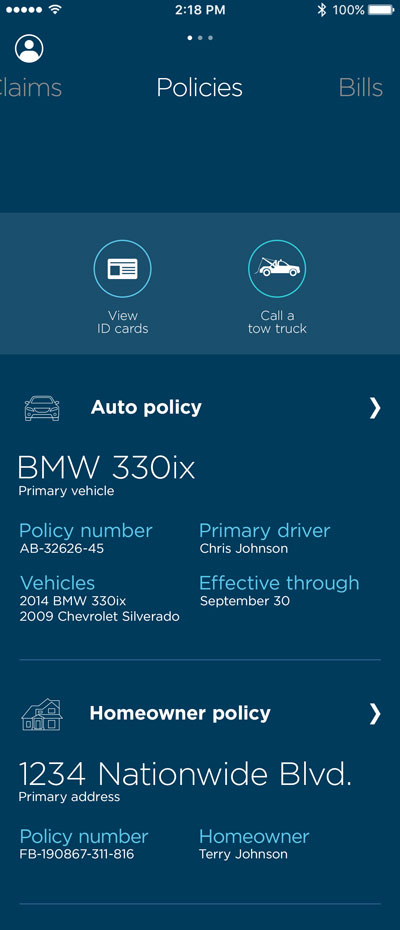 2:18 PM 100%
laims Policies Bills
View
ID cards
Call a
tow truck
Auto policy
BMW 330ix
Primary vehicle
Policy number
AB-32626-45
Primary driver
Chris Johnson
Vehicles
2014 BMW 330ix
2009 Chevrolet Silverado
Effective through
September 30
Homeowner policy
1234 Nationwide Blvd.
Primary address
Policy number
FB-190867-311-816
Homeowner
Terry Johnson